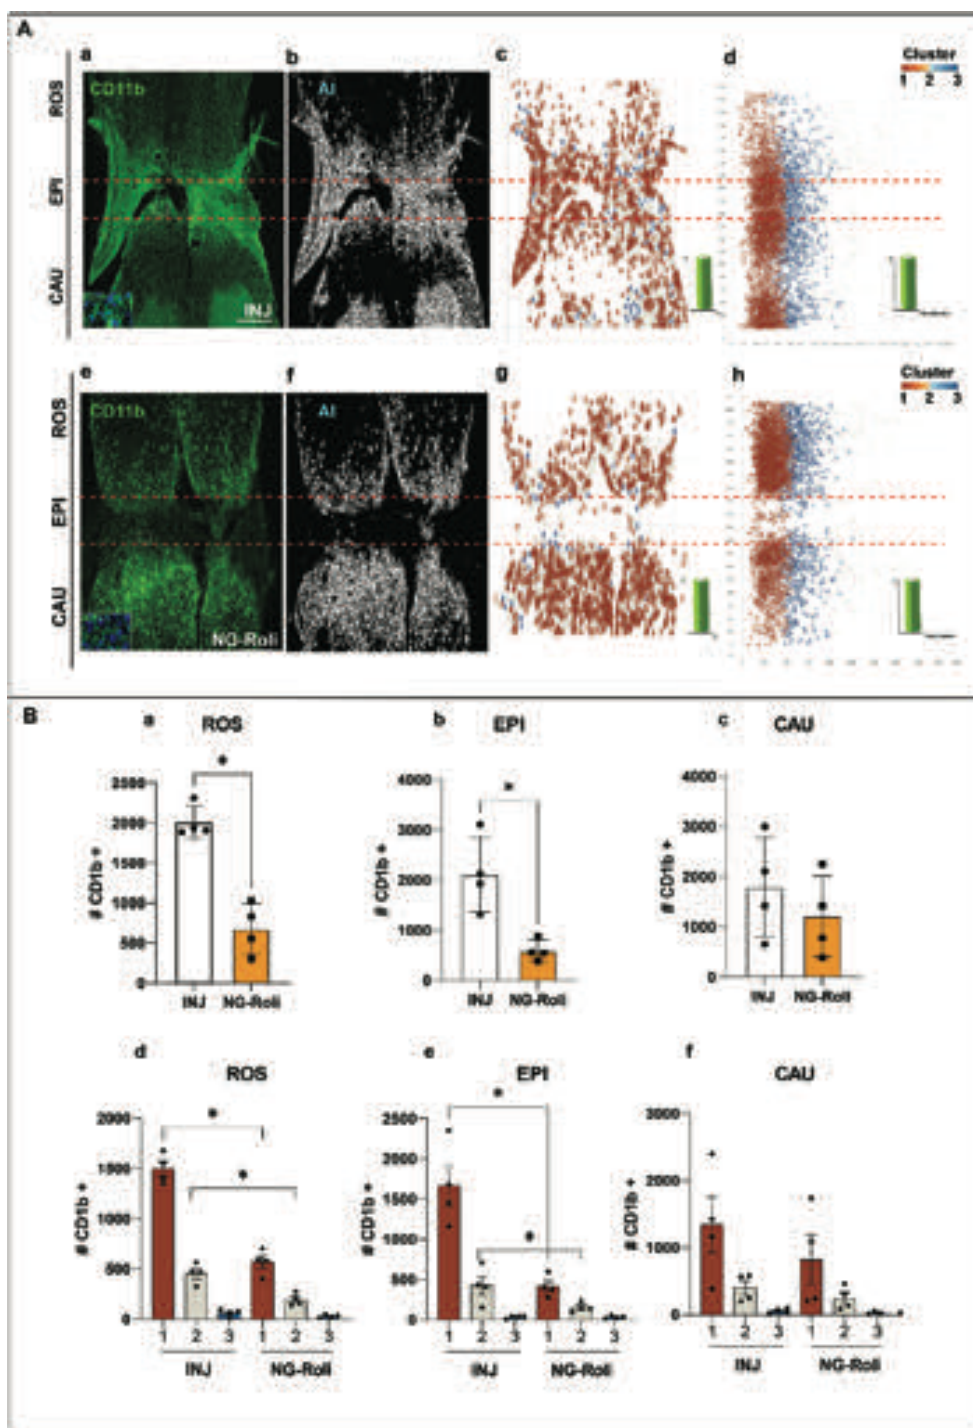 A
a
b
c
d
Cluster
1 2 3
CD11b
AI
ROS
EPI
CAU
INJ
e
f
g
h
Cluster
1 2 3
CD11b
AI
ROS
EPI
CAU
NG-Roli
B
a
ROS
b
EPI
c
CAU
# CD1b +
2500
2000
1500
1000
500
0
INJ
NG-Roli
# CD1b +
4000
3000
2000
1000
0
INJ
NG-Roli
# CD1b +
4000
3000
2000
1000
0
INJ
NG-Roli
d
ROS
e
EPI
f
CAU
# CD1b +
2000
1500
1000
500
0
1 2 3 1 2 3
INJ
NG-Roli
# CD1b +
2500
2000
1500
1000
500
0
1 2 3 1 2 3
INJ
NG-Roli
# CD1b +
3000
2000
1000
0
1 2 3 1 2 3
INJ
NG-Roli